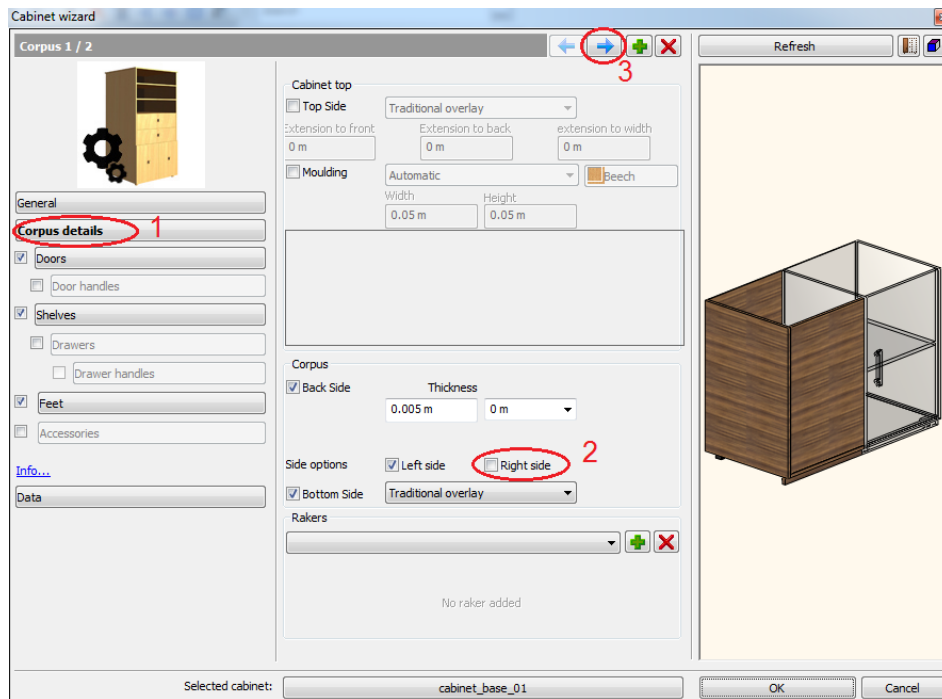 Cabinet wizard
Corpus 1 / 2
3
Refresh
Cabinet top
Top Side
Traditional overlay
Extension to front
Extension to back
extension to width
0 m
0 m
0 m
Moulding
Automatic
Beech
Width
Height
0.05 m
0.05 m
General
Corpus details
1
Doors
Door handles
Shelves
Drawers
Drawer handles
Feet
Accessories
Info...
Data
Corpus
Back Side
Thickness
0.005 m
0 m
Side options
Left side
Right side
2
Bottom Side
Traditional overlay
Rakers
No raker added
Selected cabinet:
cabinet_base_01
OK
Cancel